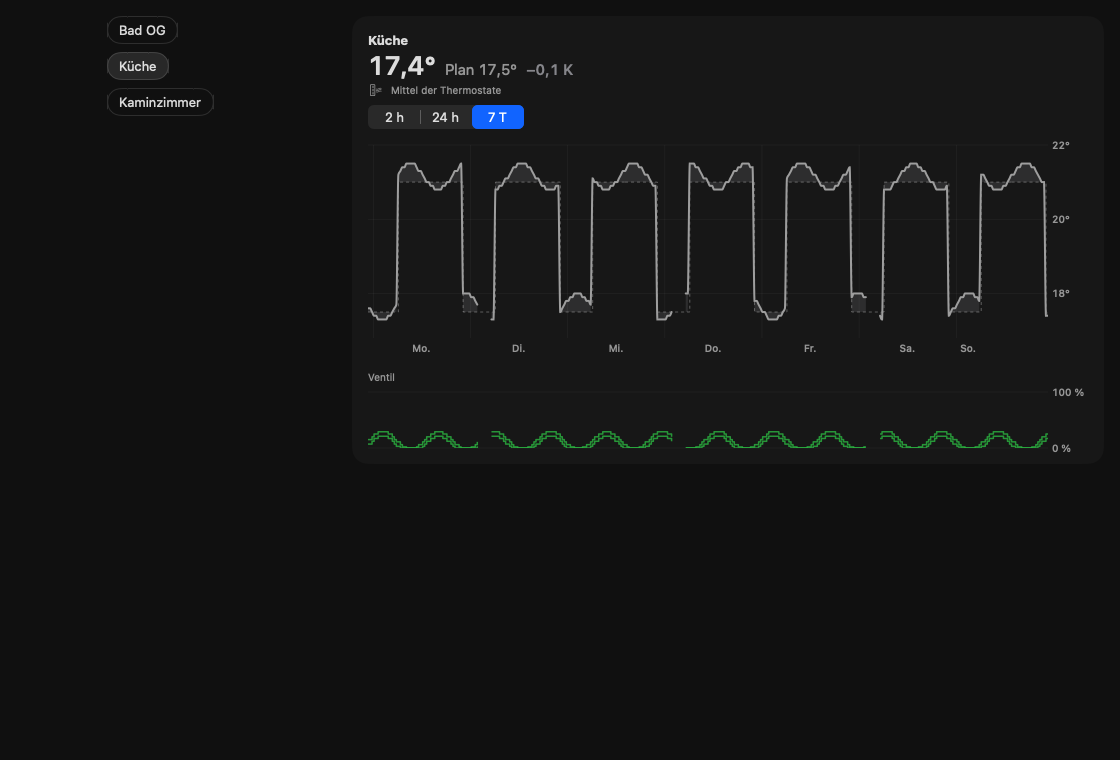 Bad OG
Küche
Kaminzimmer
Küche
17,4° Plan 17,5° −0,1 K
Mittel der Thermostate
2 h 24 h 7 T
22°
20°
18°
Mo. Di. Mi. Do. Fr. Sa. So.
Ventil
100 %
0 %